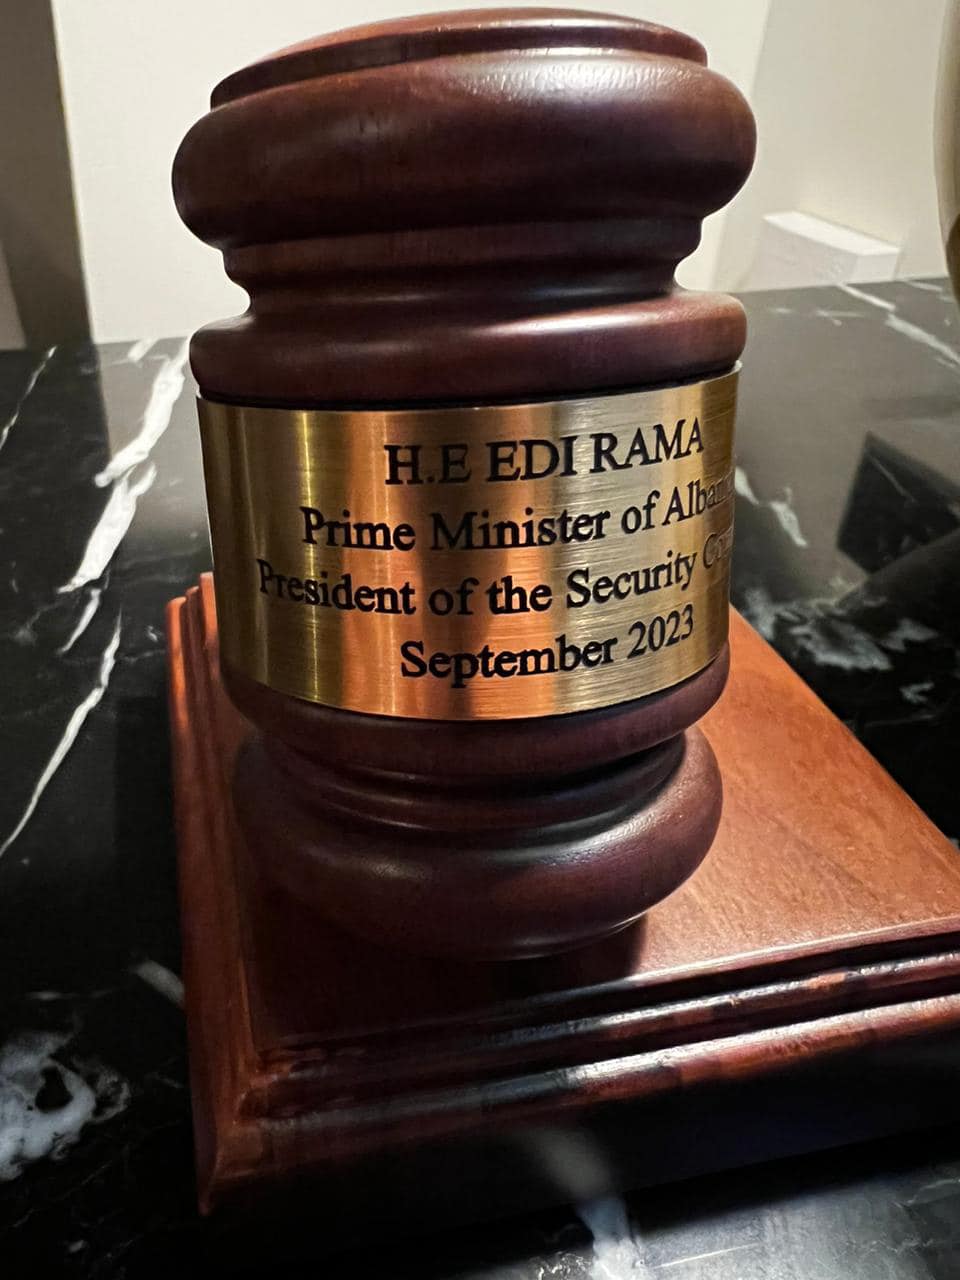 H.E EDI RAMA
Prime Minister of
President of the Security
September 2023